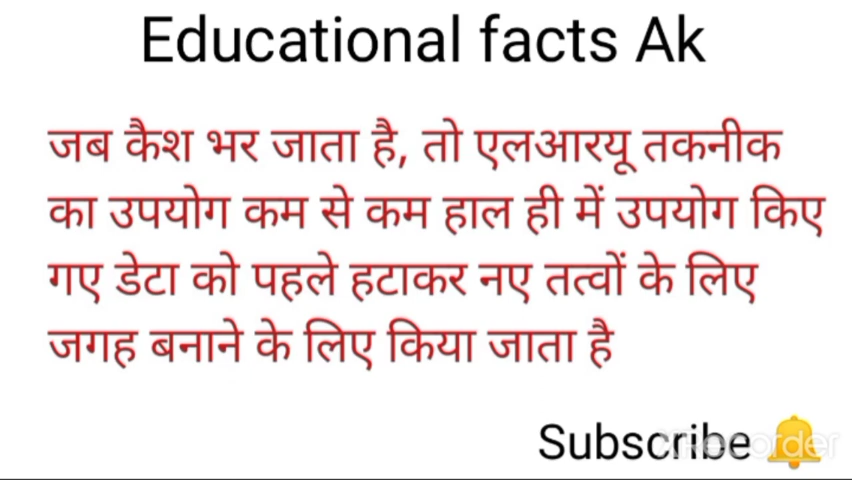 Educational facts Ak
जब कैश भर जाता है, तो एलआरयू तकनीक
का उपयोग कम से कम हाल ही में उपयोग किए
गए डेटा को पहले हटाकर नए तत्वों के लिए
जगह बनाने के लिए किया जाता है
Subscribe
XRecorder